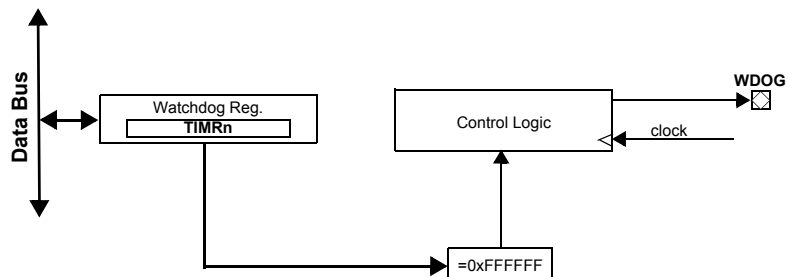 Data Bus
Watchdog Reg.
TIMRn
Control Logic
WDOG
clock
=0xFFFFFF